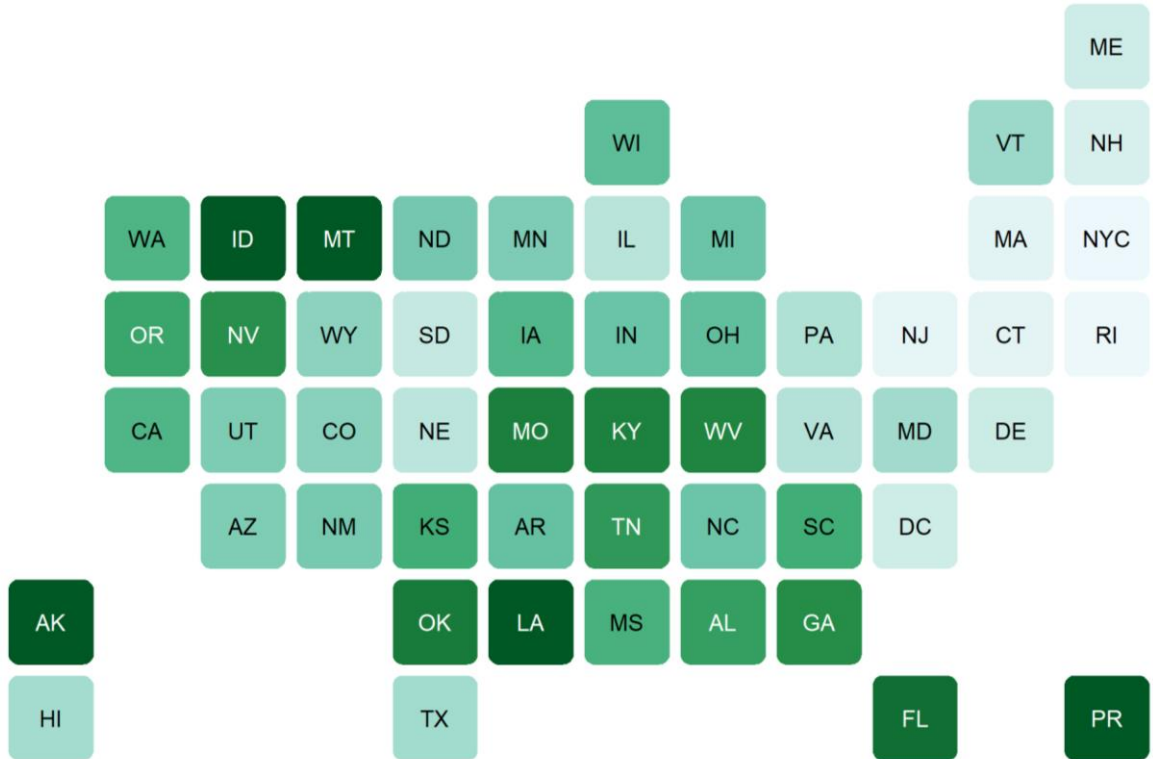 ME
WI VT NH
WA ID MT ND MN IL MI MA NYC
OR NV WY SD IA IN OH PA NJ CT RI
CA UT CO NE MO KY WV VA MD DE
AZ NM KS AR TN NC SC DC
AK OK LA MS AL GA
HI TX FL PR